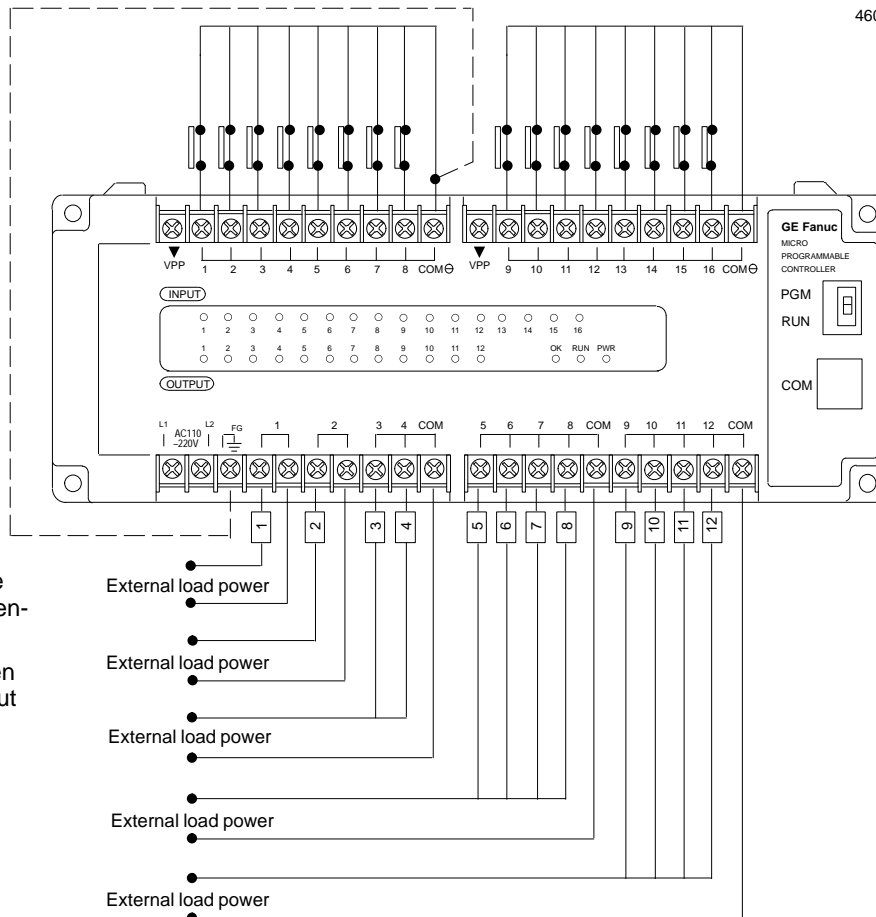 460
GE Fanuc
MICRO
PROGRAMMABLE
CONTROLLER
PGM
RUN
COM
VPP 1 2 3 4 5 6 7 8 COM⊖ VPP 9 10 11 12 13 14 15 16 COM⊖
INPUT
1 2 3 4 5 6 7 8 9 10 11 12 13 14 15 16
1 2 3 4 5 6 7 8 9 10 11 12 OK RUN PWR
OUTPUT
L1 AC110 L2 FG 1 2 3 4 COM 5 6 7 8 COM 9 10 11 12 COM
–220V
1 2 3 4 5 6 7 8 9 10 11 12
External load power
External load power
External load power
External load power
External load power
e
en-
en
ut